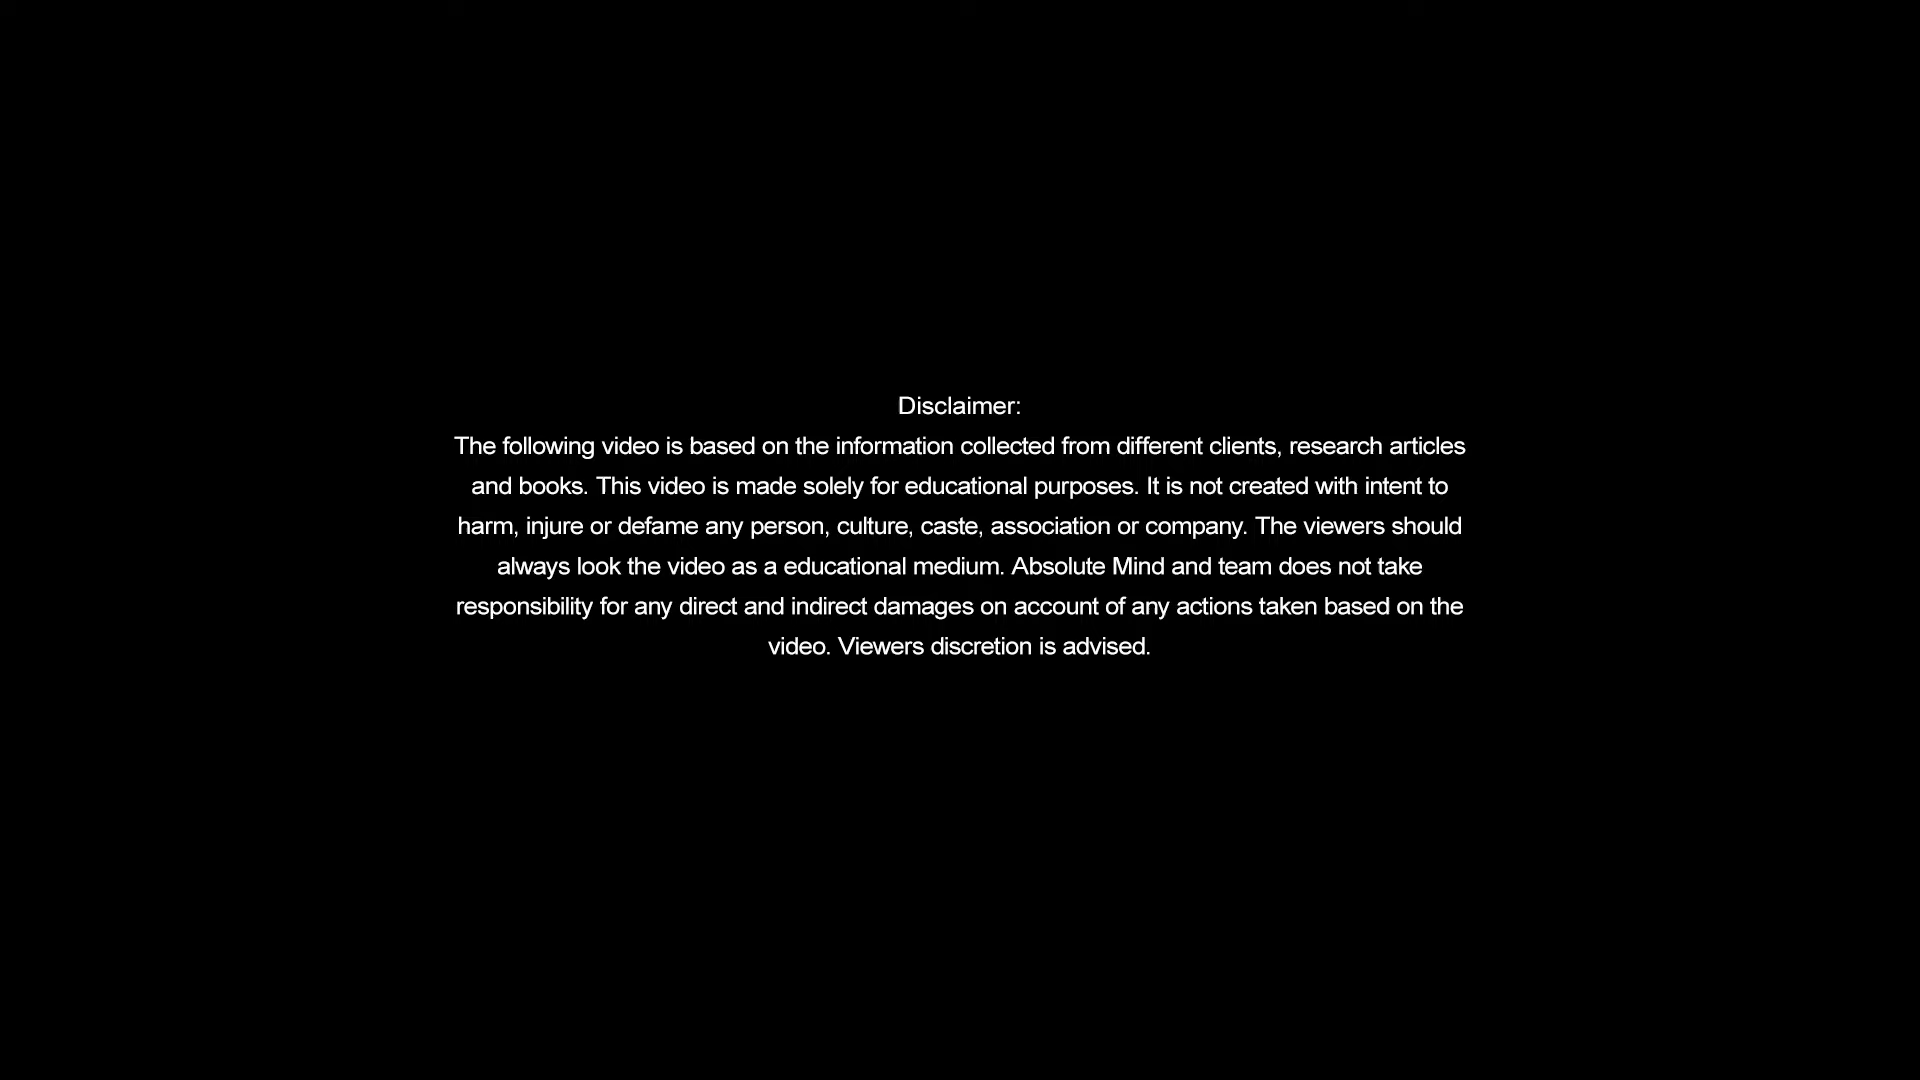 Disclaimer:
The following video is based on the information collected from different clients, research articles
and books. This video is made solely for educational purposes. It is not created with intent to
harm, injure or defame any person, culture, caste, association or company. The viewers should
always look the video as a educational medium. Absolute Mind and team does not take
responsibility for any direct and indirect damages on account of any actions taken based on the
video. Viewers discretion is advised.